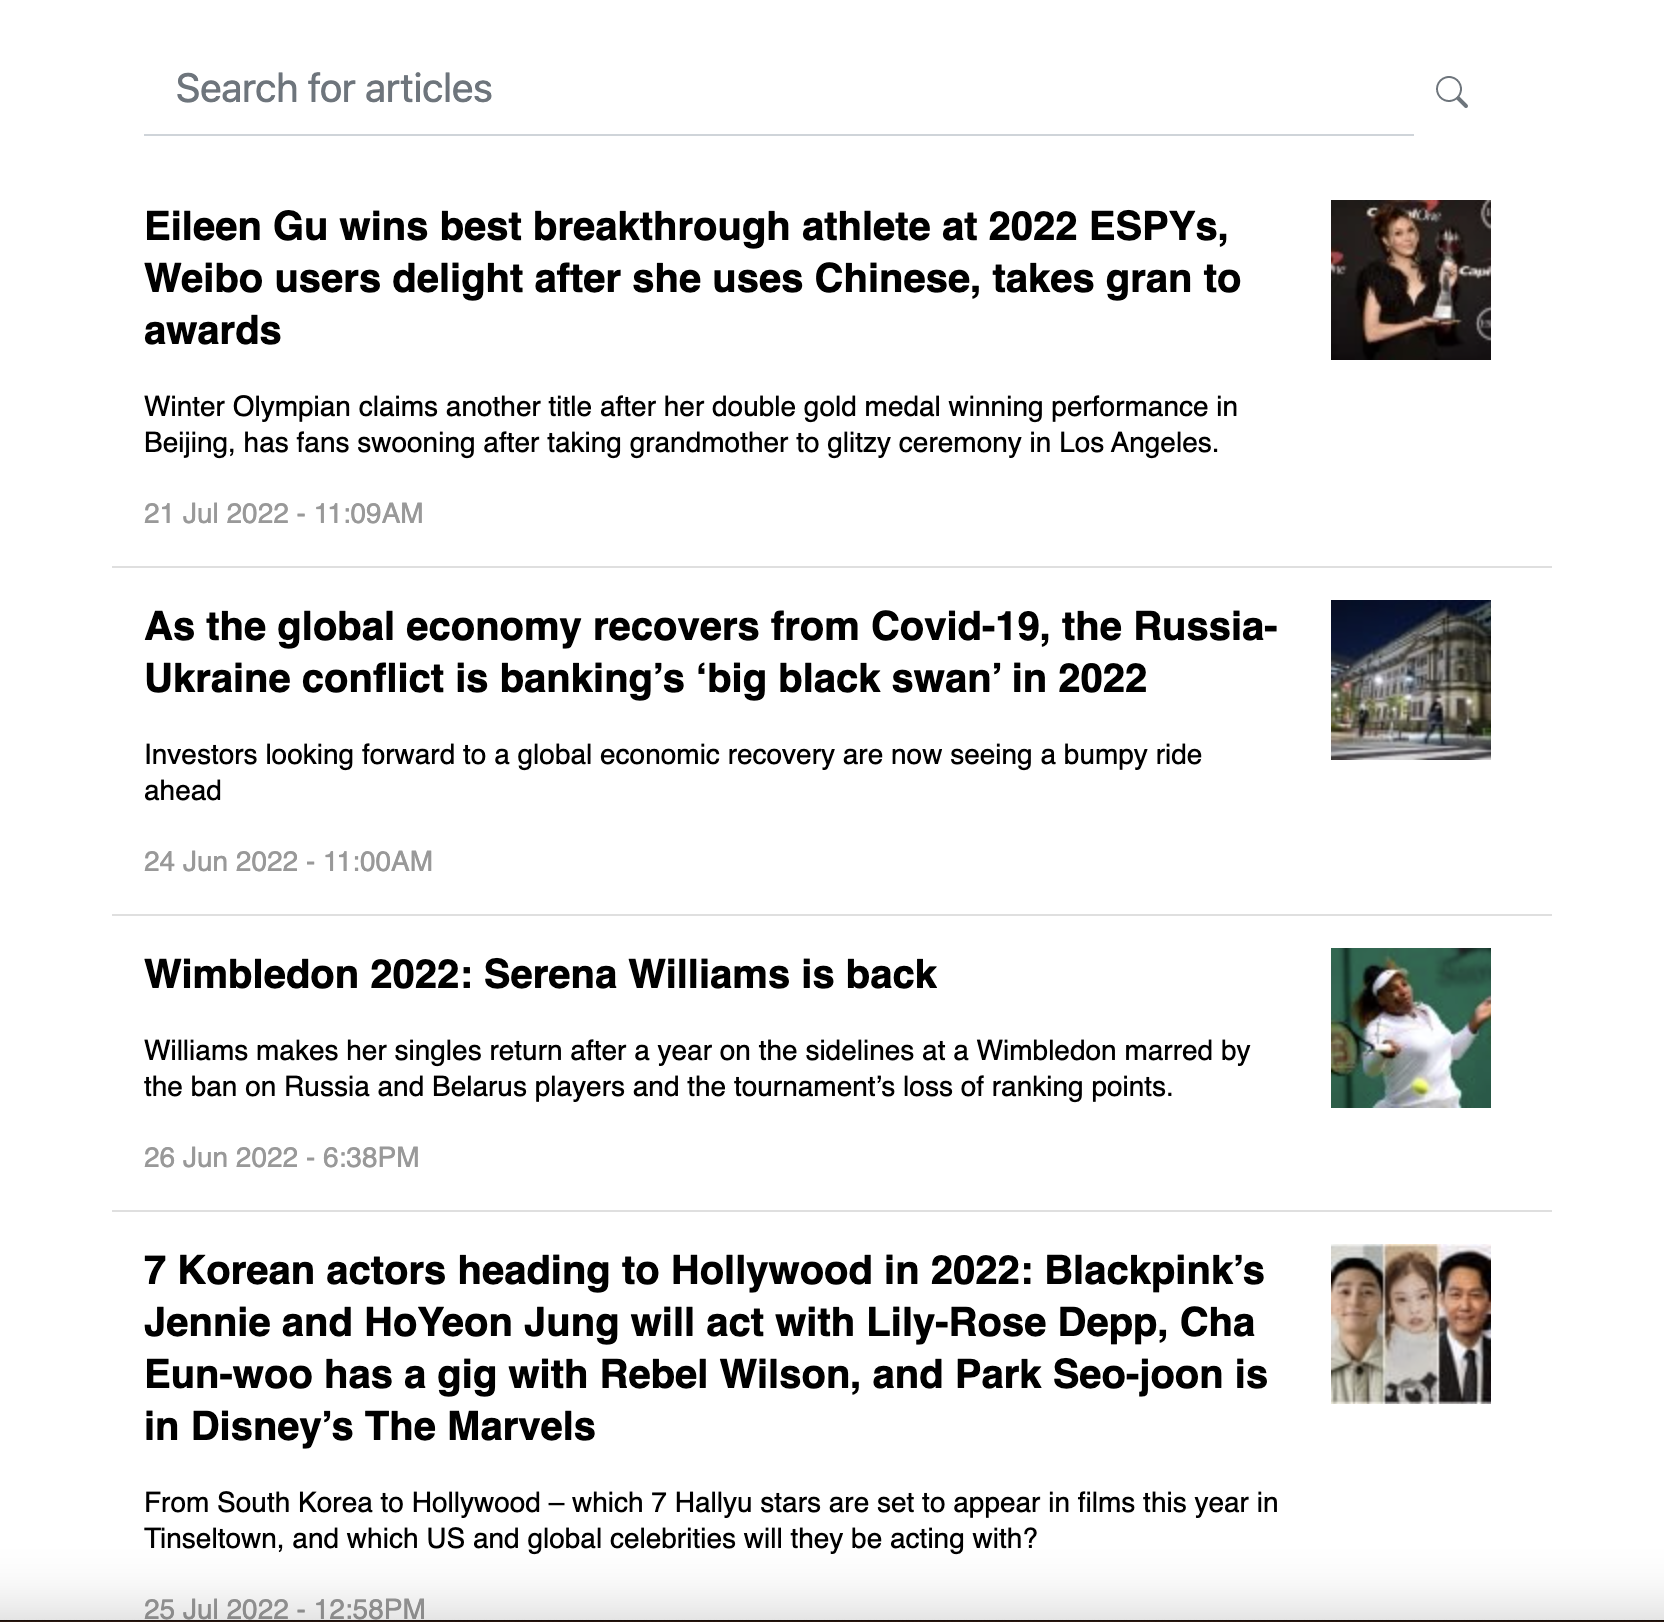 Search for articles
Eileen Gu wins best breakthrough athlete at 2022 ESPYs,
Weibo users delight after she uses Chinese, takes gran to
awards
Winter Olympian claims another title after her double gold medal winning performance in
Beijing, has fans swooning after taking grandmother to glitzy ceremony in Los Angeles.
21 Jul 2022 - 11:09AM
As the global economy recovers from Covid-19, the Russia-
Ukraine conflict is banking’s ‘big black swan’ in 2022
Investors looking forward to a global economic recovery are now seeing a bumpy ride
ahead
24 Jun 2022 - 11:00AM
Wimbledon 2022: Serena Williams is back
Williams makes her singles return after a year on the sidelines at a Wimbledon marred by
the ban on Russia and Belarus players and the tournament’s loss of ranking points.
26 Jun 2022 - 6:38PM
7 Korean actors heading to Hollywood in 2022: Blackpink’s
Jennie and HoYeon Jung will act with Lily-Rose Depp, Cha
Eun-woo has a gig with Rebel Wilson, and Park Seo-joon is
in Disney’s The Marvels
From South Korea to Hollywood – which 7 Hallyu stars are set to appear in films this year in
Tinseltown, and which US and global celebrities will they be acting with?
25 Jul 2022 - 12:58PM